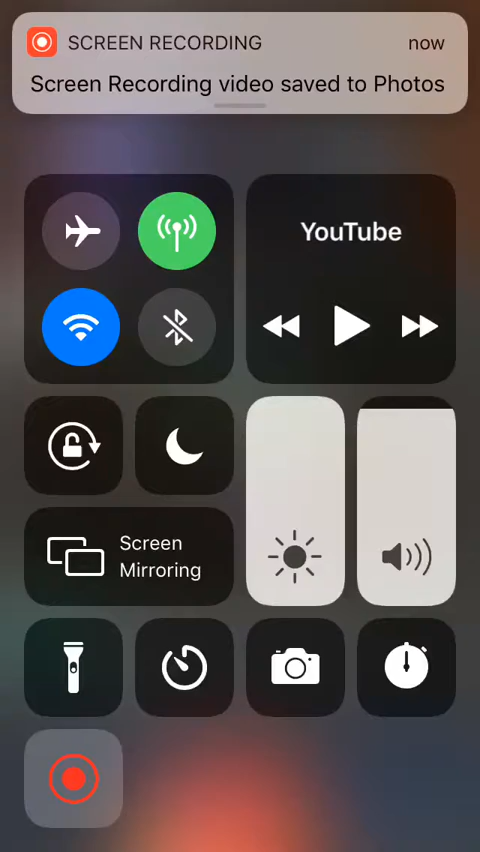 SCREEN RECORDING
now
Screen Recording video saved to Photos
YouTube
Screen
Mirroring